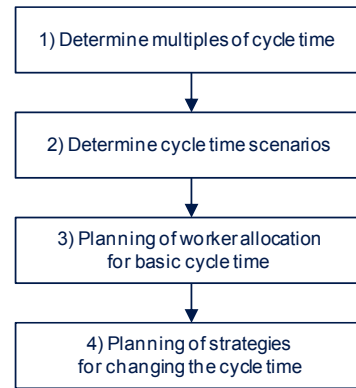 1) Determine multiples of cycle time
2) Determine cycle time scenarios
3) Planning of worker allocation
for basic cycle time
4) Planning of strategies
for changing the cycle time